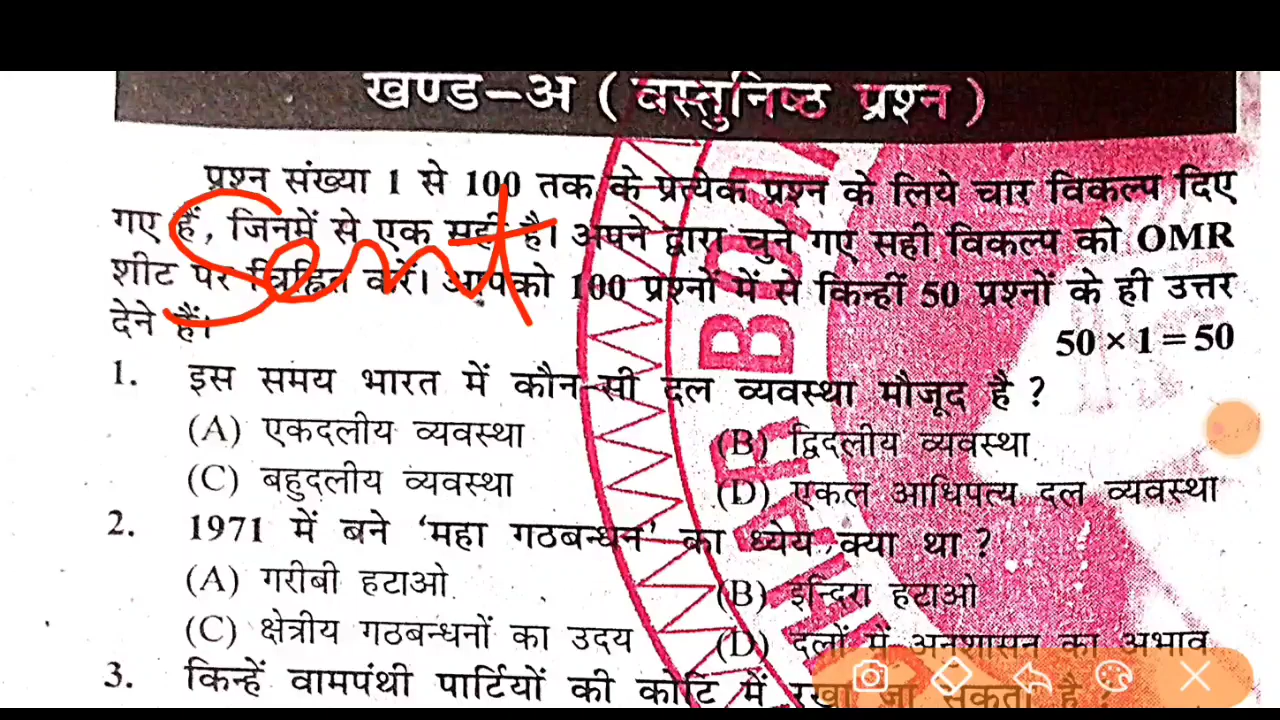 खण्ड-अ ( वस्तुनिष्ठ प्रश्न )
प्रश्न संख्या 1 से 100 तक के प्रत्येक प्रश्न के लिये चार विकल्प दिए
गए हैं, जिनमें से एक सही है। अपने द्वारा चुने गए सही विकल्प को OMR
शीट पर चिह्नित करें। आपको 100 प्रश्नों में से किन्हीं 50 प्रश्नों के ही उत्तर
देने हैं।
50 × 1 = 50
Sent
1. इस समय भारत में कौन-सी दल व्यवस्था मौजूद है ?
(A) एकदलीय व्यवस्था (B) द्विदलीय व्यवस्था
(C) बहुदलीय व्यवस्था (D) एकल आधिपत्य दल व्यवस्था
2. 1971 में बने ‘महा गठबन्धन’ का ध्येय क्या था ?
(A) गरीबी हटाओ (B) इन्दिरा हटाओ
(C) क्षेत्रीय गठबन्धनों का उदय (D) दलों में अनुशासन का अभाव
3. किन्हें वामपंथी पार्टियों की कोटि में रखा जा सकता है ?